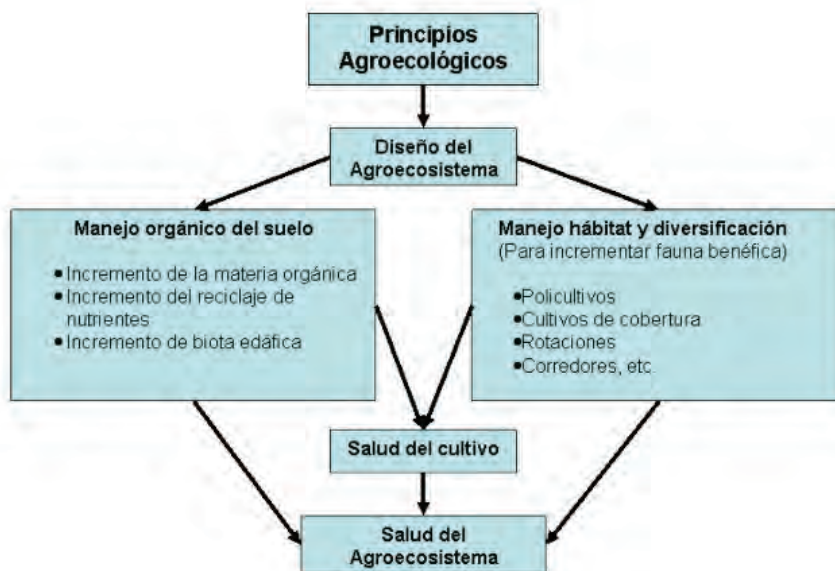 Principios
Agroecológicos
Diseño del
Agroecosistema
Manejo orgánico del suelo
• Incremento de la materia orgánica
• Incremento del reciclaje de
nutrientes
• Incremento de biota edáfica
Manejo hábitat y diversificación
(Para incrementar fauna benéfica)
• Policultivos
• Cultivos de cobertura
• Rotaciones
• Corredores, etc
Salud del cultivo
Salud del
Agroecosistema